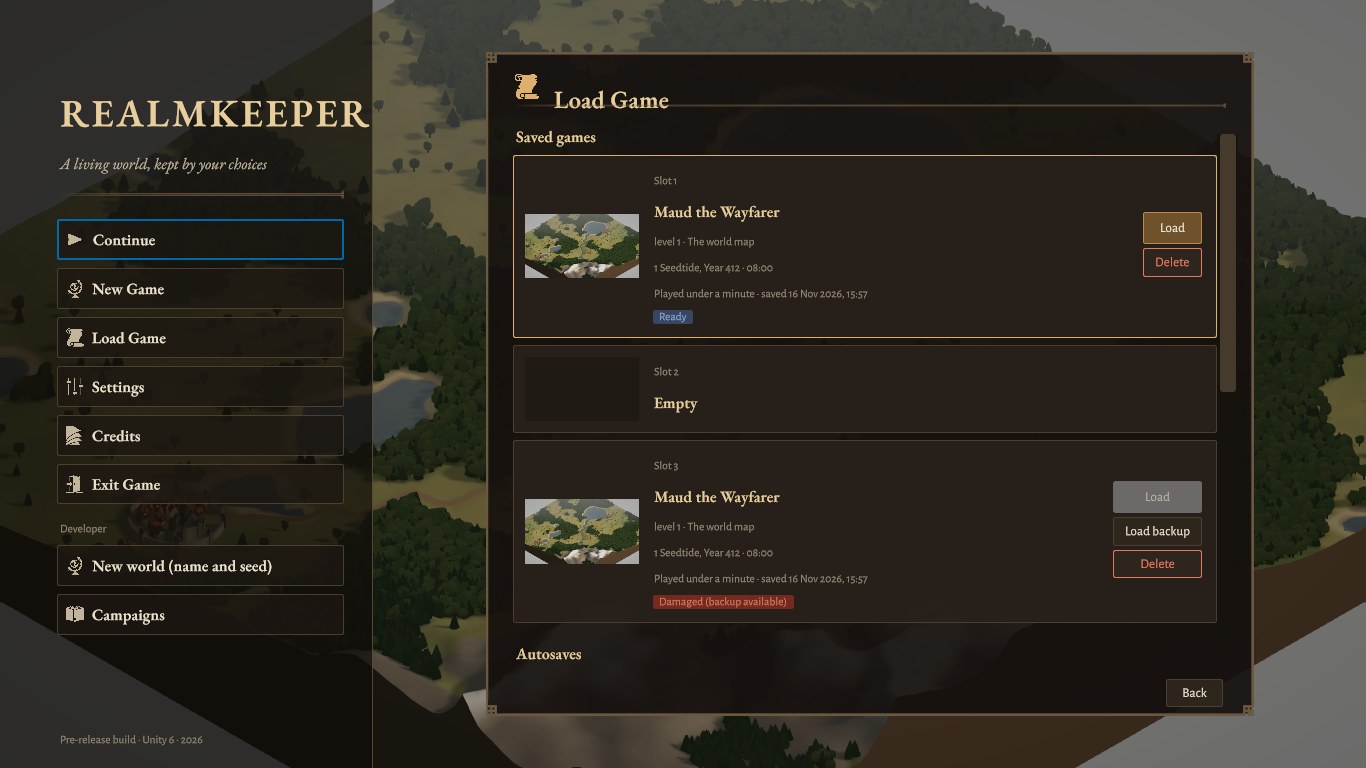 REALMKEEPER
A living world, kept by your choices
Continue
New Game
Load Game
Settings
Credits
Exit Game
Developer
New world (name and seed)
Campaigns
Pre-release build · Unity 6 · 2026
Load Game
Saved games
Slot 1
Maud the Wayfarer
level 1 · The world map
1 Seedtide, Year 412 · 08:00
Played under a minute · saved 16 Nov 2026, 15:57
Ready
Load
Delete
Slot 2
Empty
Slot 3
Maud the Wayfarer
level 1 · The world map
1 Seedtide, Year 412 · 08:00
Played under a minute · saved 16 Nov 2026, 15:57
Damaged (backup available)
Load
Load backup
Delete
Autosaves
Back